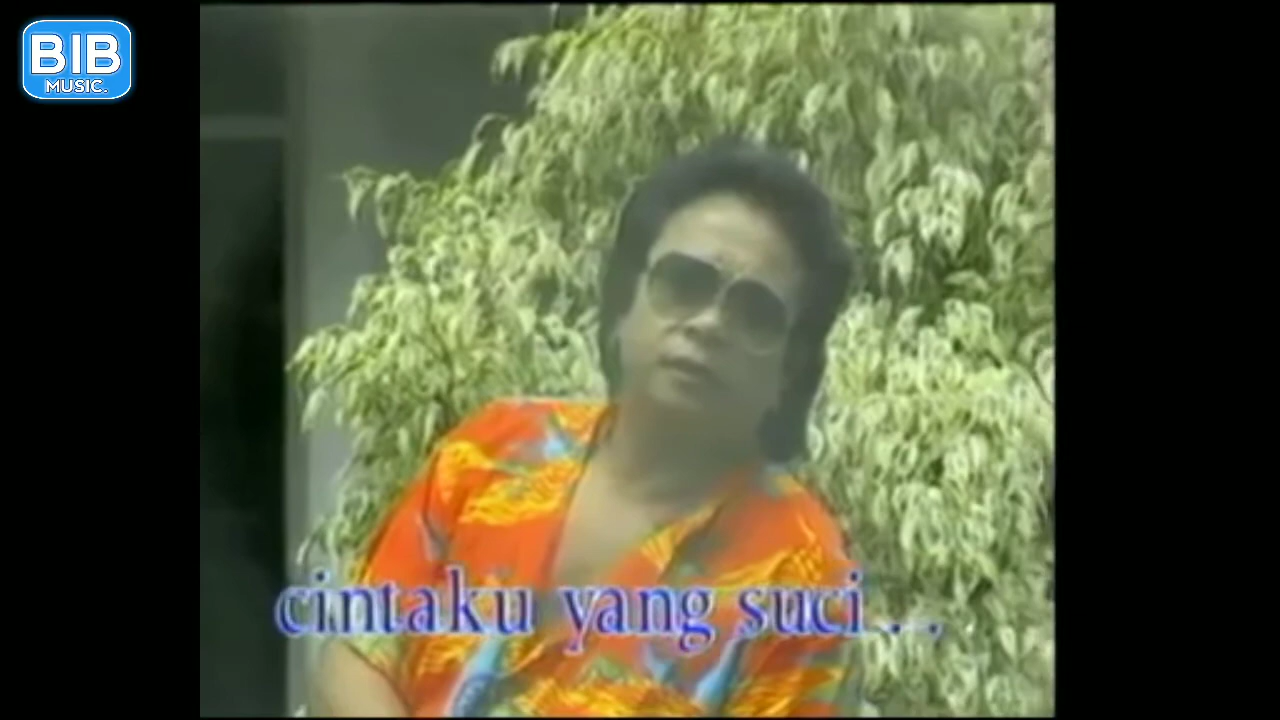 BIB
MUSIC.
cintaku yang suci . .